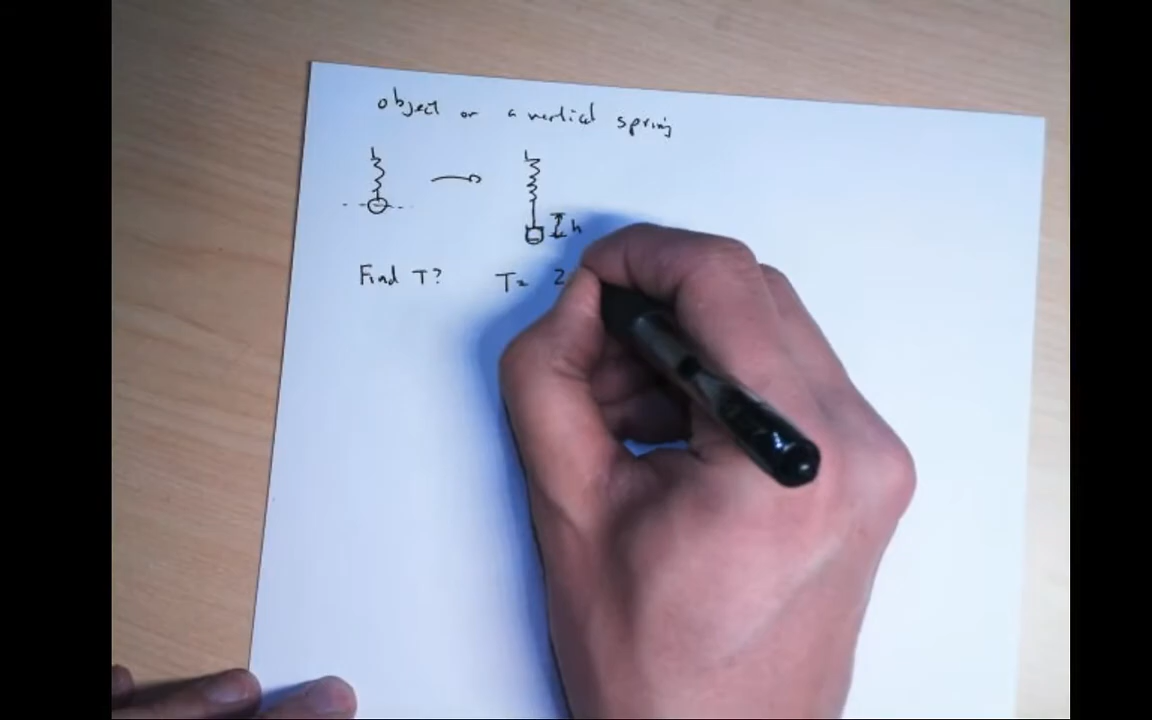 object on a vertical spring
h
Find T? T= 2